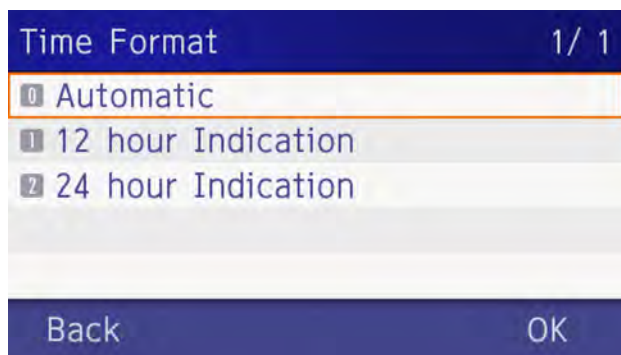 Time Format 1/ 1
0 Automatic
1 12 hour Indication
2 24 hour Indication
Back OK